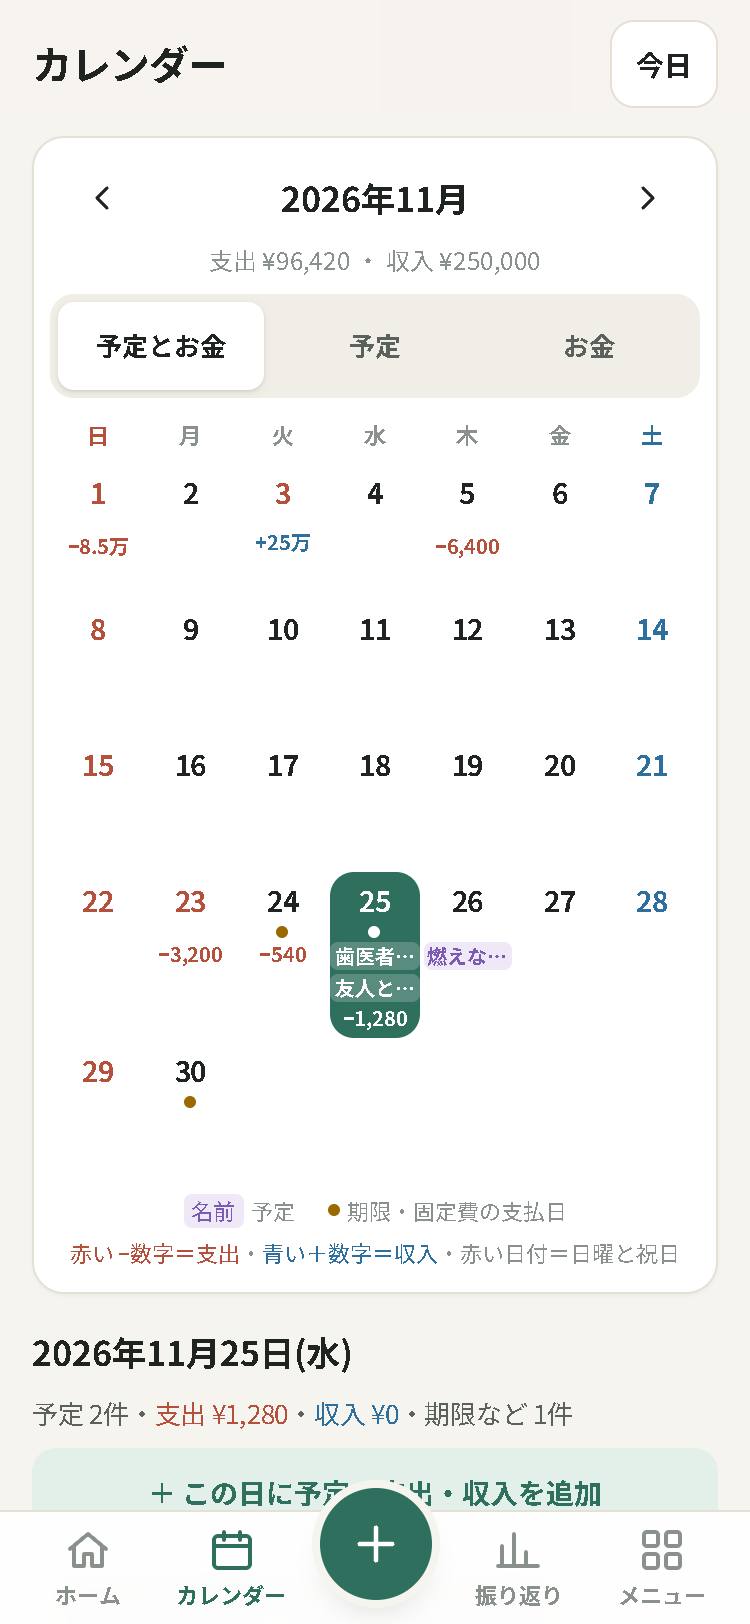 カレンダー
今日
2026年11月
支出 ¥96,420 ・ 収入 ¥250,000
予定とお金 予定 お金
日 月 火 水 木 金 土
1 2 3 4 5 6 7
−8.5万 +25万 −6,400
8 9 10 11 12 13 14
15 16 17 18 19 20 21
22 23 24 25 26 27 28
−3,200 −540 歯医者… 燃えな…
友人と…
−1,280
29 30
名前 予定 期限・固定費の支払日
赤い −数字＝支出・青い＋数字＝収入・赤い日付＝日曜と祝日
2026年11月25日(水)
予定 2件・支出 ¥1,280・収入 ¥0・期限など 1件
＋ この日に予定 出・収入を追加
ホーム カレンダー 振り返り メニュー